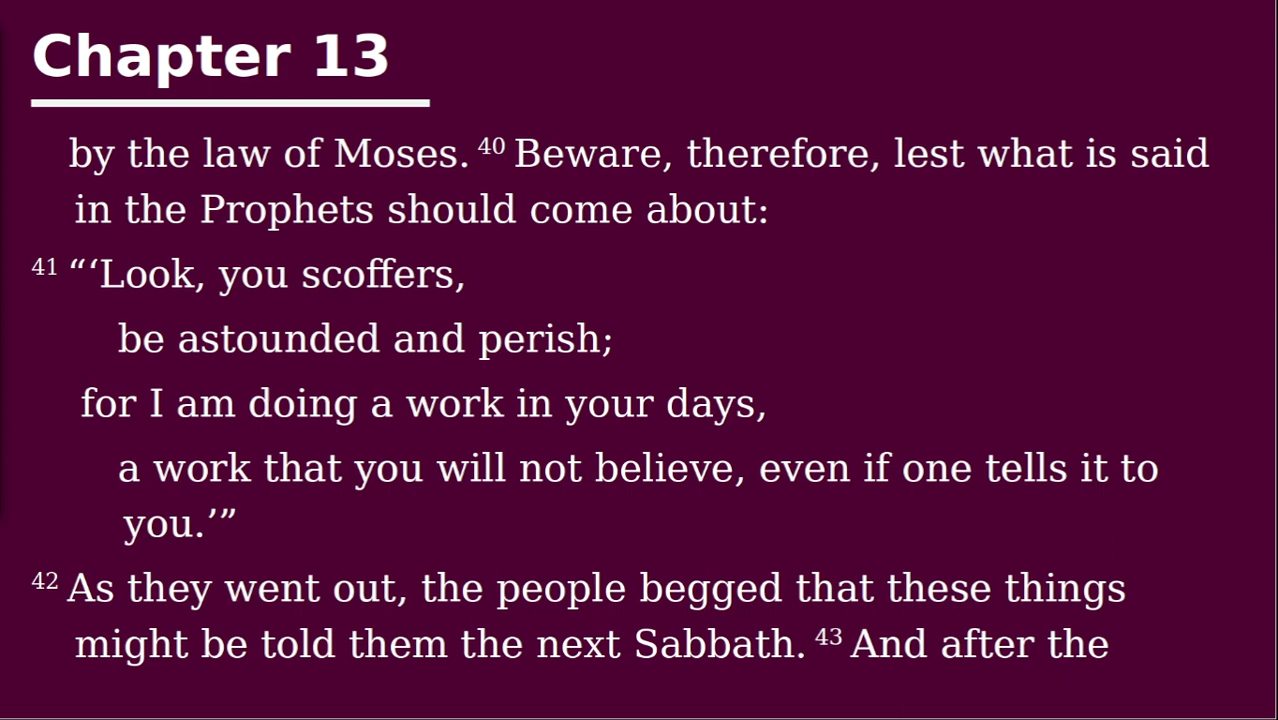 Chapter 13
by the law of Moses. 40 Beware, therefore, lest what is said
in the Prophets should come about:
41 “‘Look, you scoffers,
be astounded and perish;
for I am doing a work in your days,
a work that you will not believe, even if one tells it to
you.’”
42 As they went out, the people begged that these things
might be told them the next Sabbath. 43 And after the